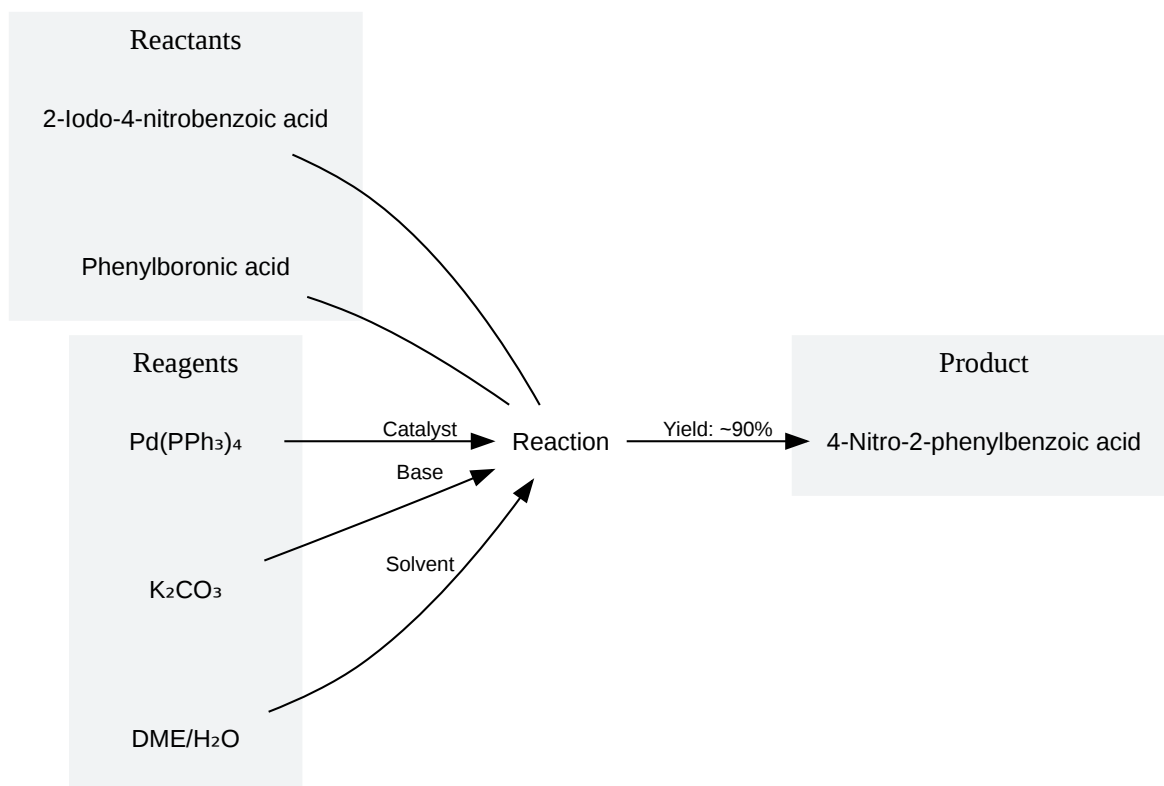 Reactants
2-Iodo-4-nitrobenzoic acid
Phenylboronic acid
Reagents
Pd(PPh₃)₄
K₂CO₃
DME/H₂O
Catalyst
Base
Solvent
Reaction
Yield: ~90%
Product
4-Nitro-2-phenylbenzoic acid